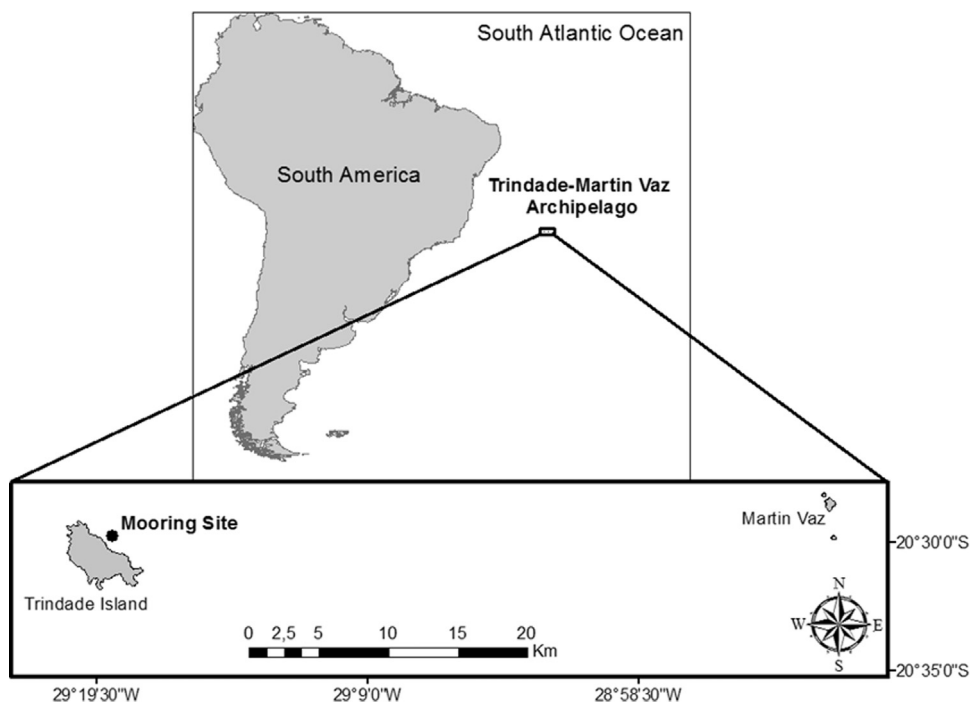 South Atlantic Ocean
South America
Trindade-Martin Vaz
Archipelago
Mooring Site
Trindade Island
Martin Vaz
20°30'0"S
N
W E
S
0 2,5 5 10 15 20
Km
20°35'0"S
29°19'30"W 29°9'0"W 28°58'30"W